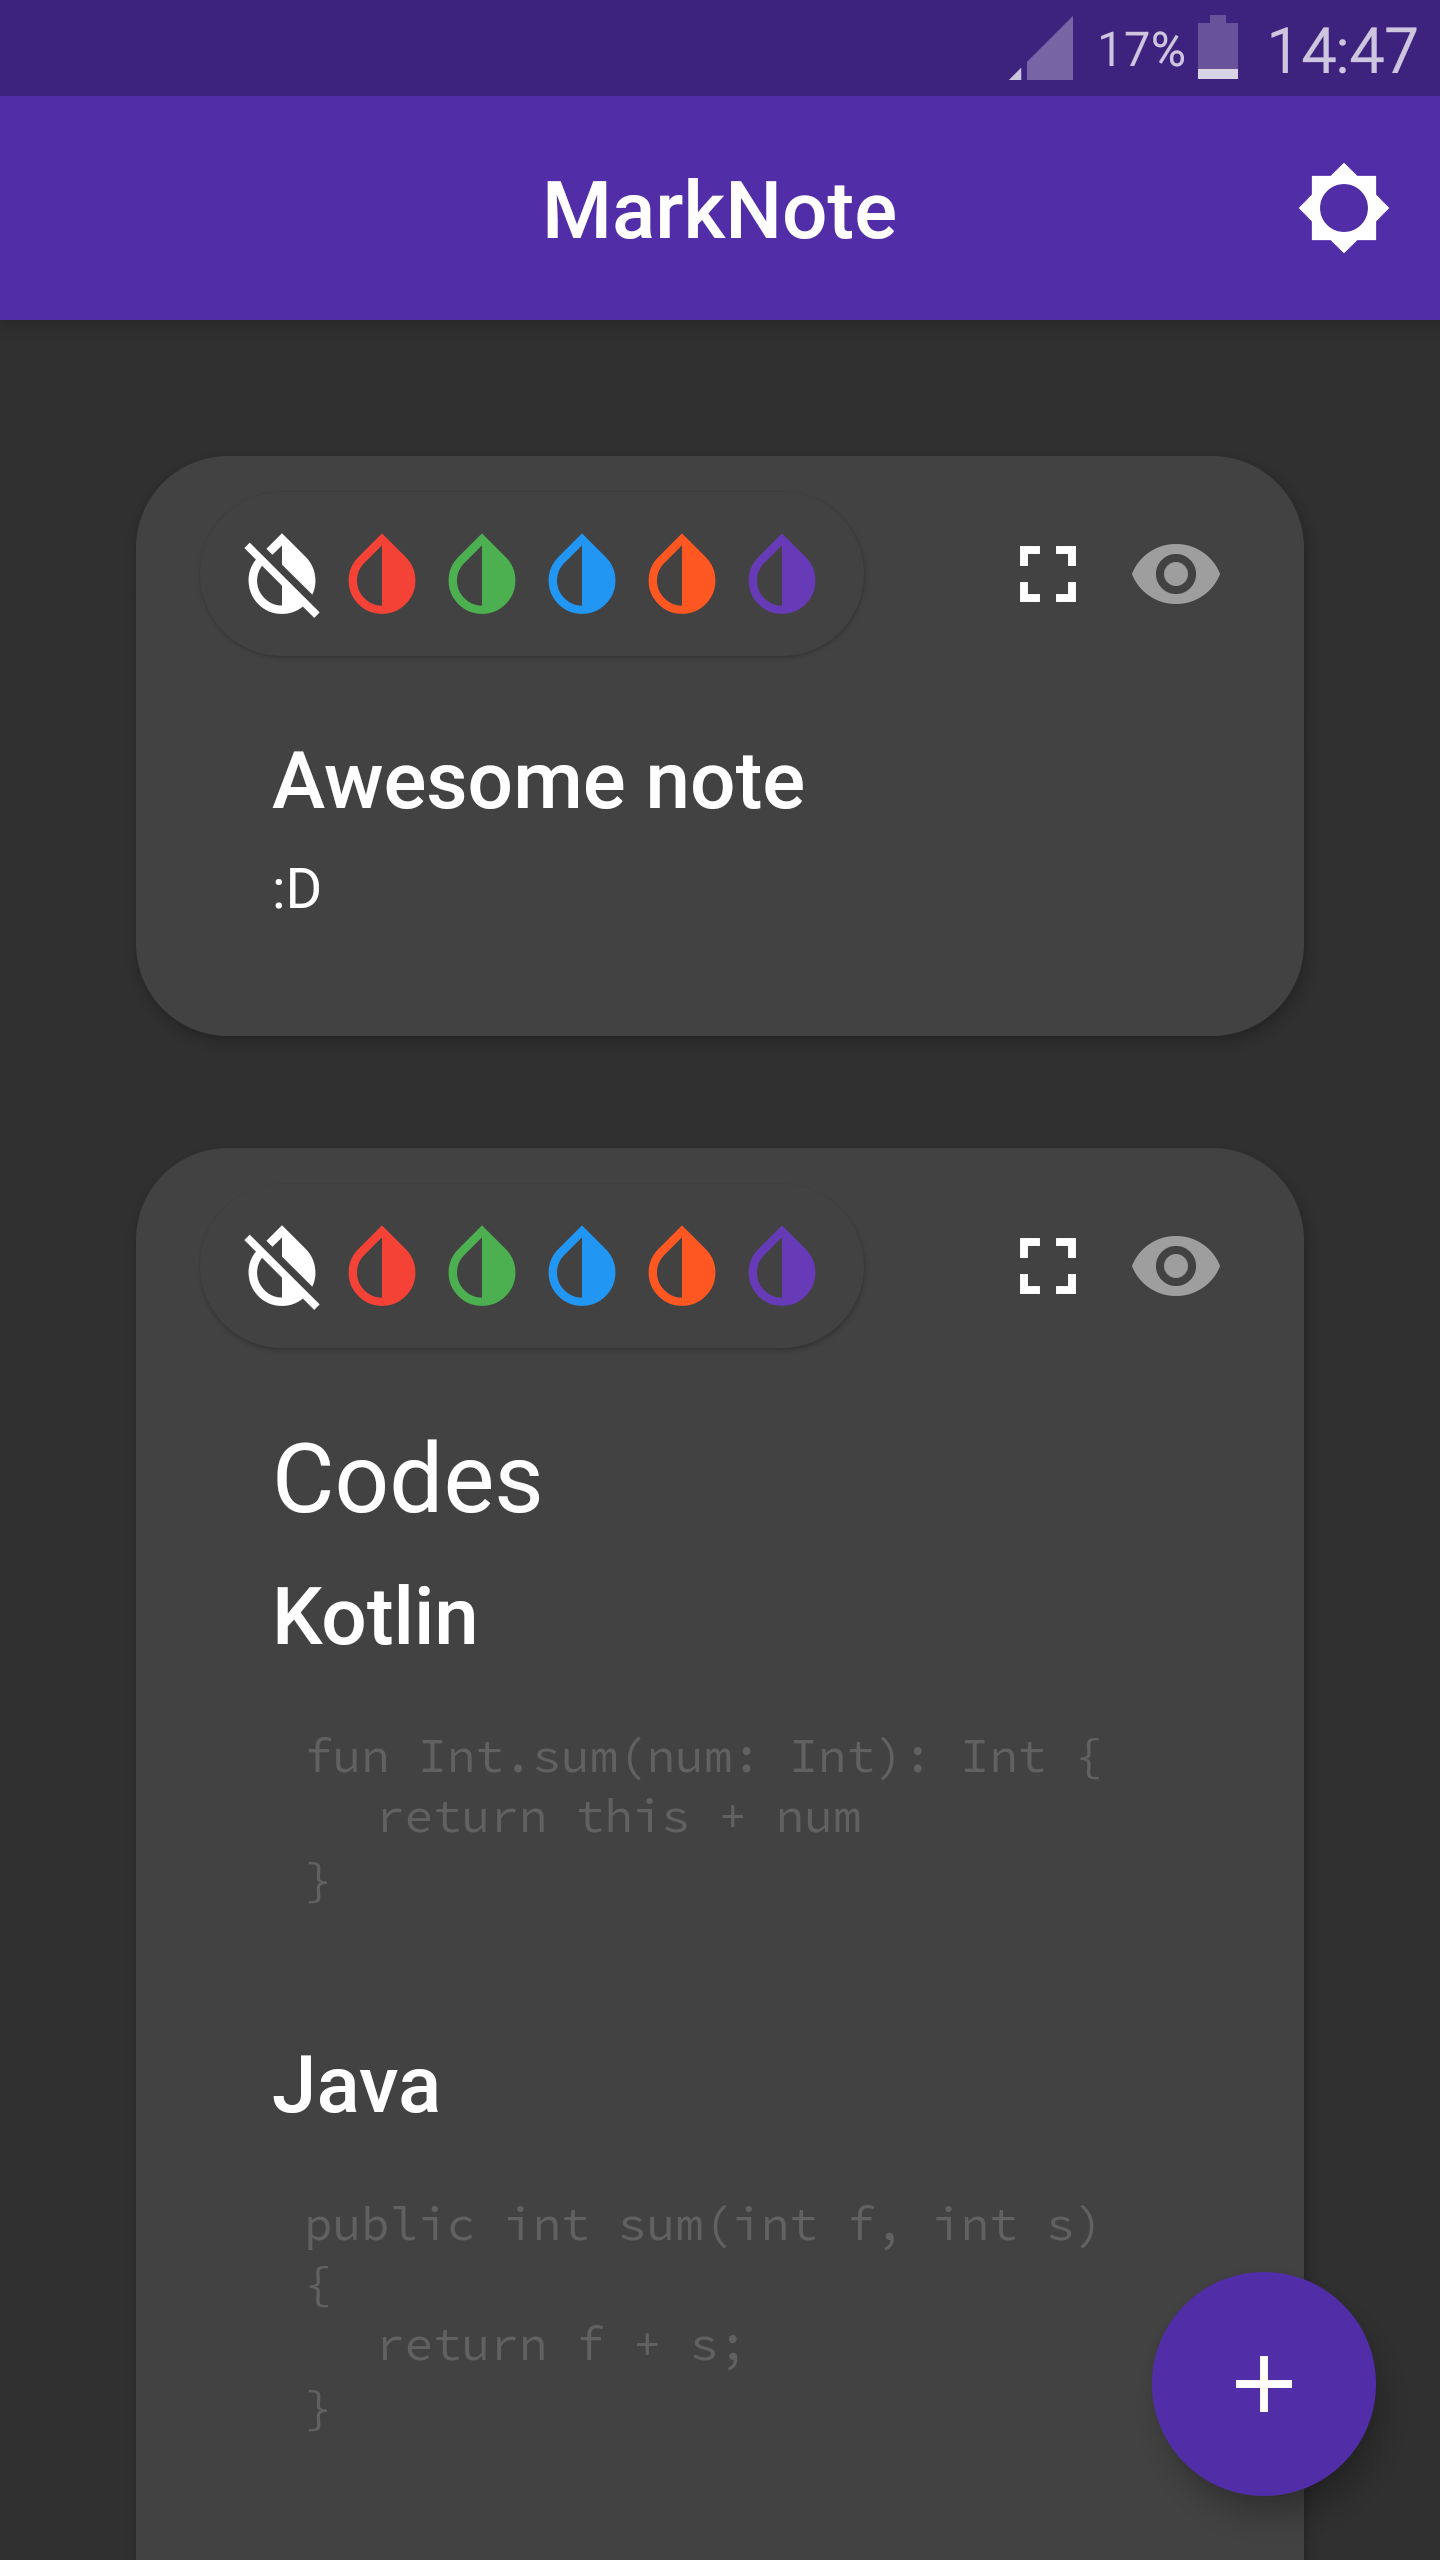 17% 14:47
MarkNote
Awesome note
:D
Codes
Kotlin
fun Int.sum(num: Int): Int {
return this + num
}
Java
public int sum(int f, int s)
{
return f + s;
}